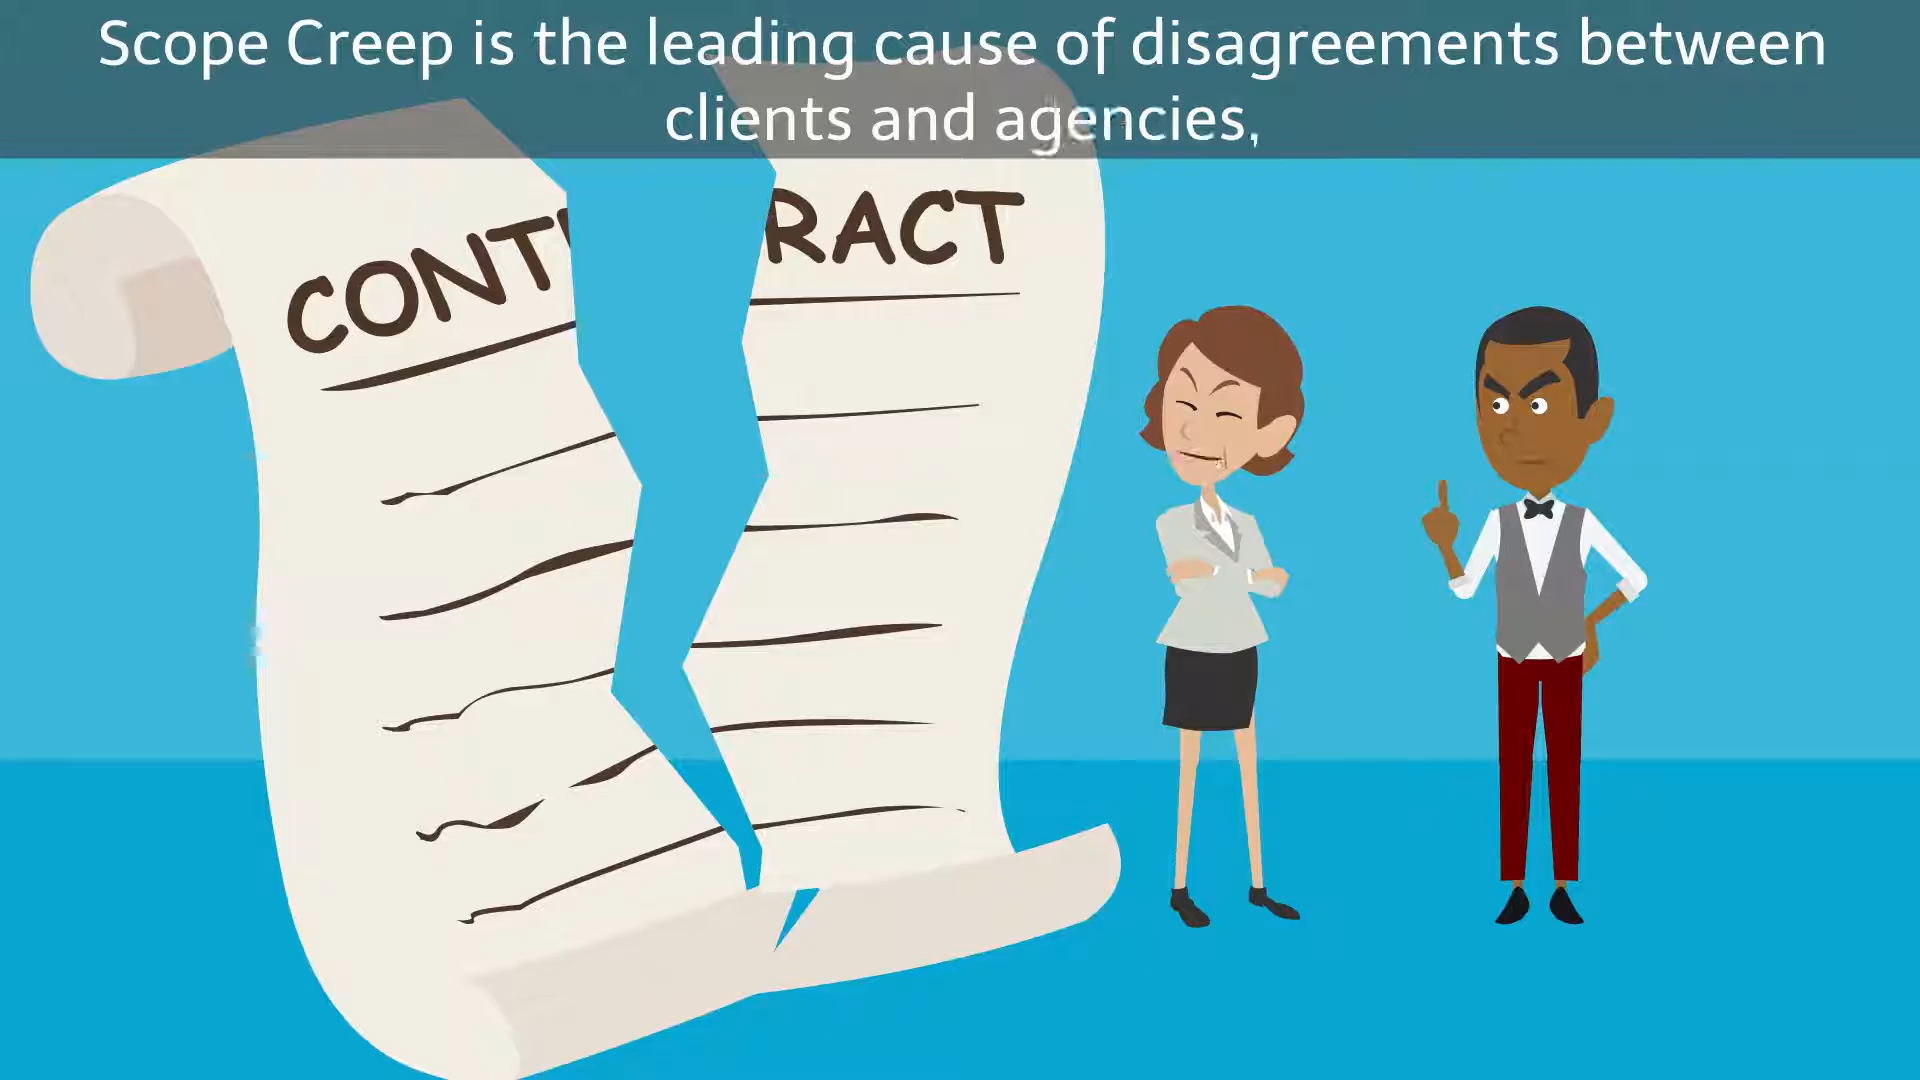 Scope Creep is the leading cause of disagreements between
clients and agencies,
CONT RACT